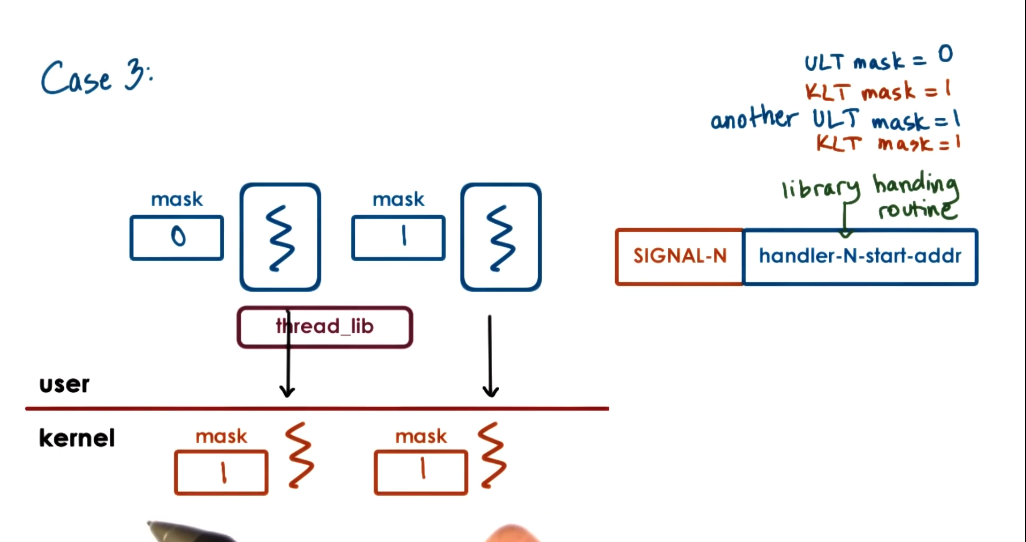 Case 3:
ULT mask = 0
KLT mask = 1
another ULT mask = 1
KLT mask = 1
library handing
routine
mask
0
mask
1
SIGNAL-N
handler-N-start-addr
thread_lib
user
kernel
mask
1
mask
1